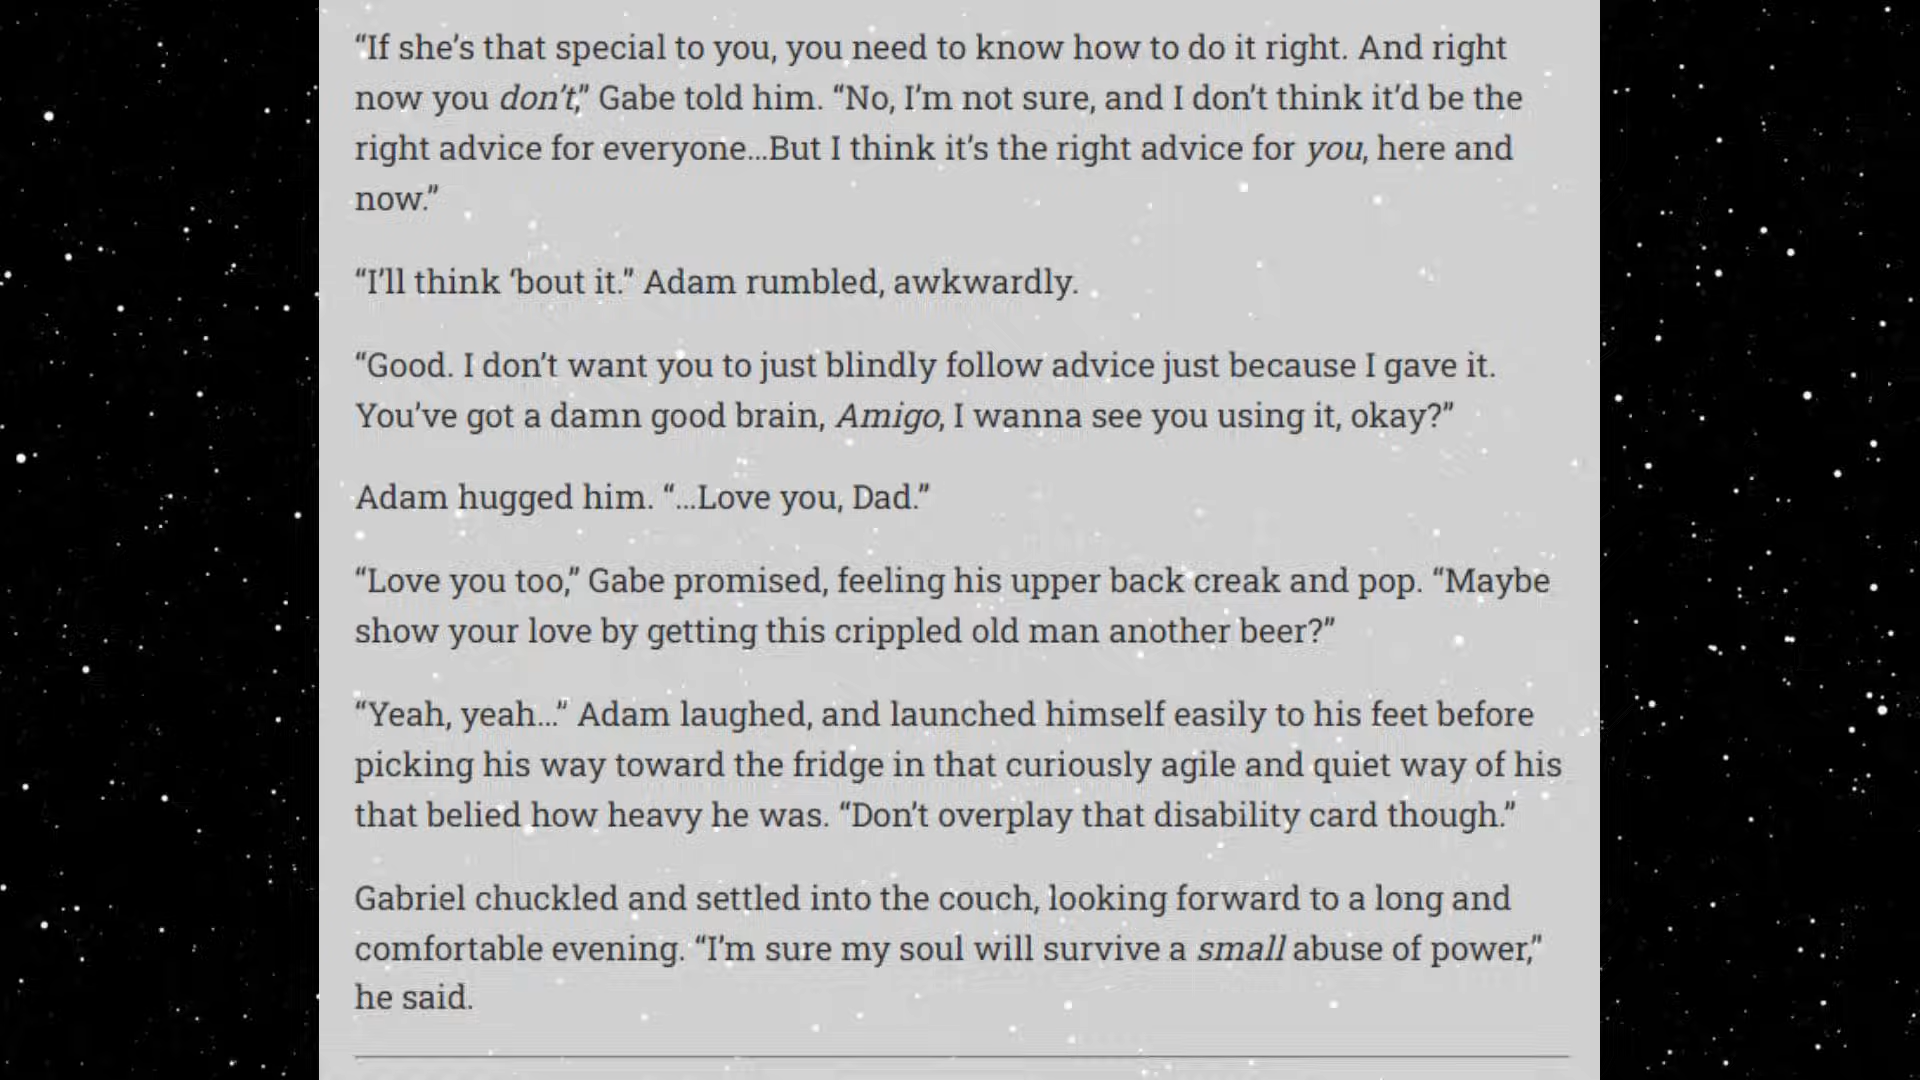 “If she’s that special to you, you need to know how to do it right. And right
now you don’t,” Gabe told him. “No, I’m not sure, and I don’t think it’d be the
right advice for everyone…But I think it’s the right advice for you, here and
now.”
“I’ll think ‘bout it.” Adam rumbled, awkwardly.
“Good. I don’t want you to just blindly follow advice just because I gave it.
You’ve got a damn good brain, Amigo, I wanna see you using it, okay?”
Adam hugged him. “…Love you, Dad.”
“Love you too,” Gabe promised, feeling his upper back creak and pop. “Maybe
show your love by getting this crippled old man another beer?”
“Yeah, yeah…” Adam laughed, and launched himself easily to his feet before
picking his way toward the fridge in that curiously agile and quiet way of his
that belied how heavy he was. “Don’t overplay that disability card though.”
Gabriel chuckled and settled into the couch, looking forward to a long and
comfortable evening. “I’m sure my soul will survive a small abuse of power,”
he said.